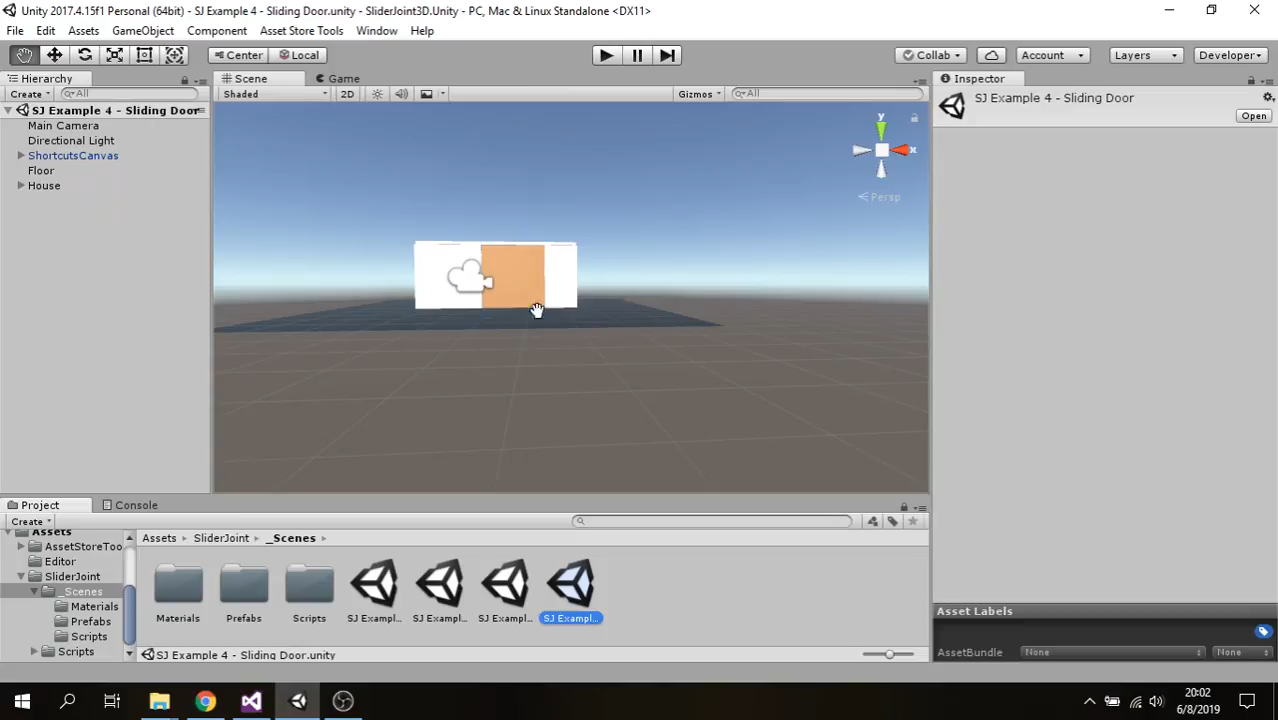 Unity 2017.4.15f1 Personal (64bit) - SJ Example 4 - Sliding Door.unity - SliderJoint3D.Unity - PC, Mac & Linux Standalone <DX11>
File Edit Assets GameObject Component Asset Store Tools Window Help
Center Local Collab Account Layers Developer
Hierarchy Scene Game Inspector
Create All Shaded 2D Gizmos All
SJ Example 4 - Sliding Door
Main Camera
Directional Light
ShortcutsCanvas
Floor
House
y
x
Persp
SJ Example 4 - Sliding Door
Open
Project Console
Create
Assets
AssetStoreToo
Editor
SliderJoint
_Scenes
Materials
Prefabs
Scripts
Scripts
Assets SliderJoint _Scenes
Materials Prefabs Scripts SJ Exampl... SJ Exampl... SJ Exampl... SJ Exampl...
SJ Example 4 - Sliding Door.unity
Asset Labels
AssetBundle None None
20:02
6/8/2019